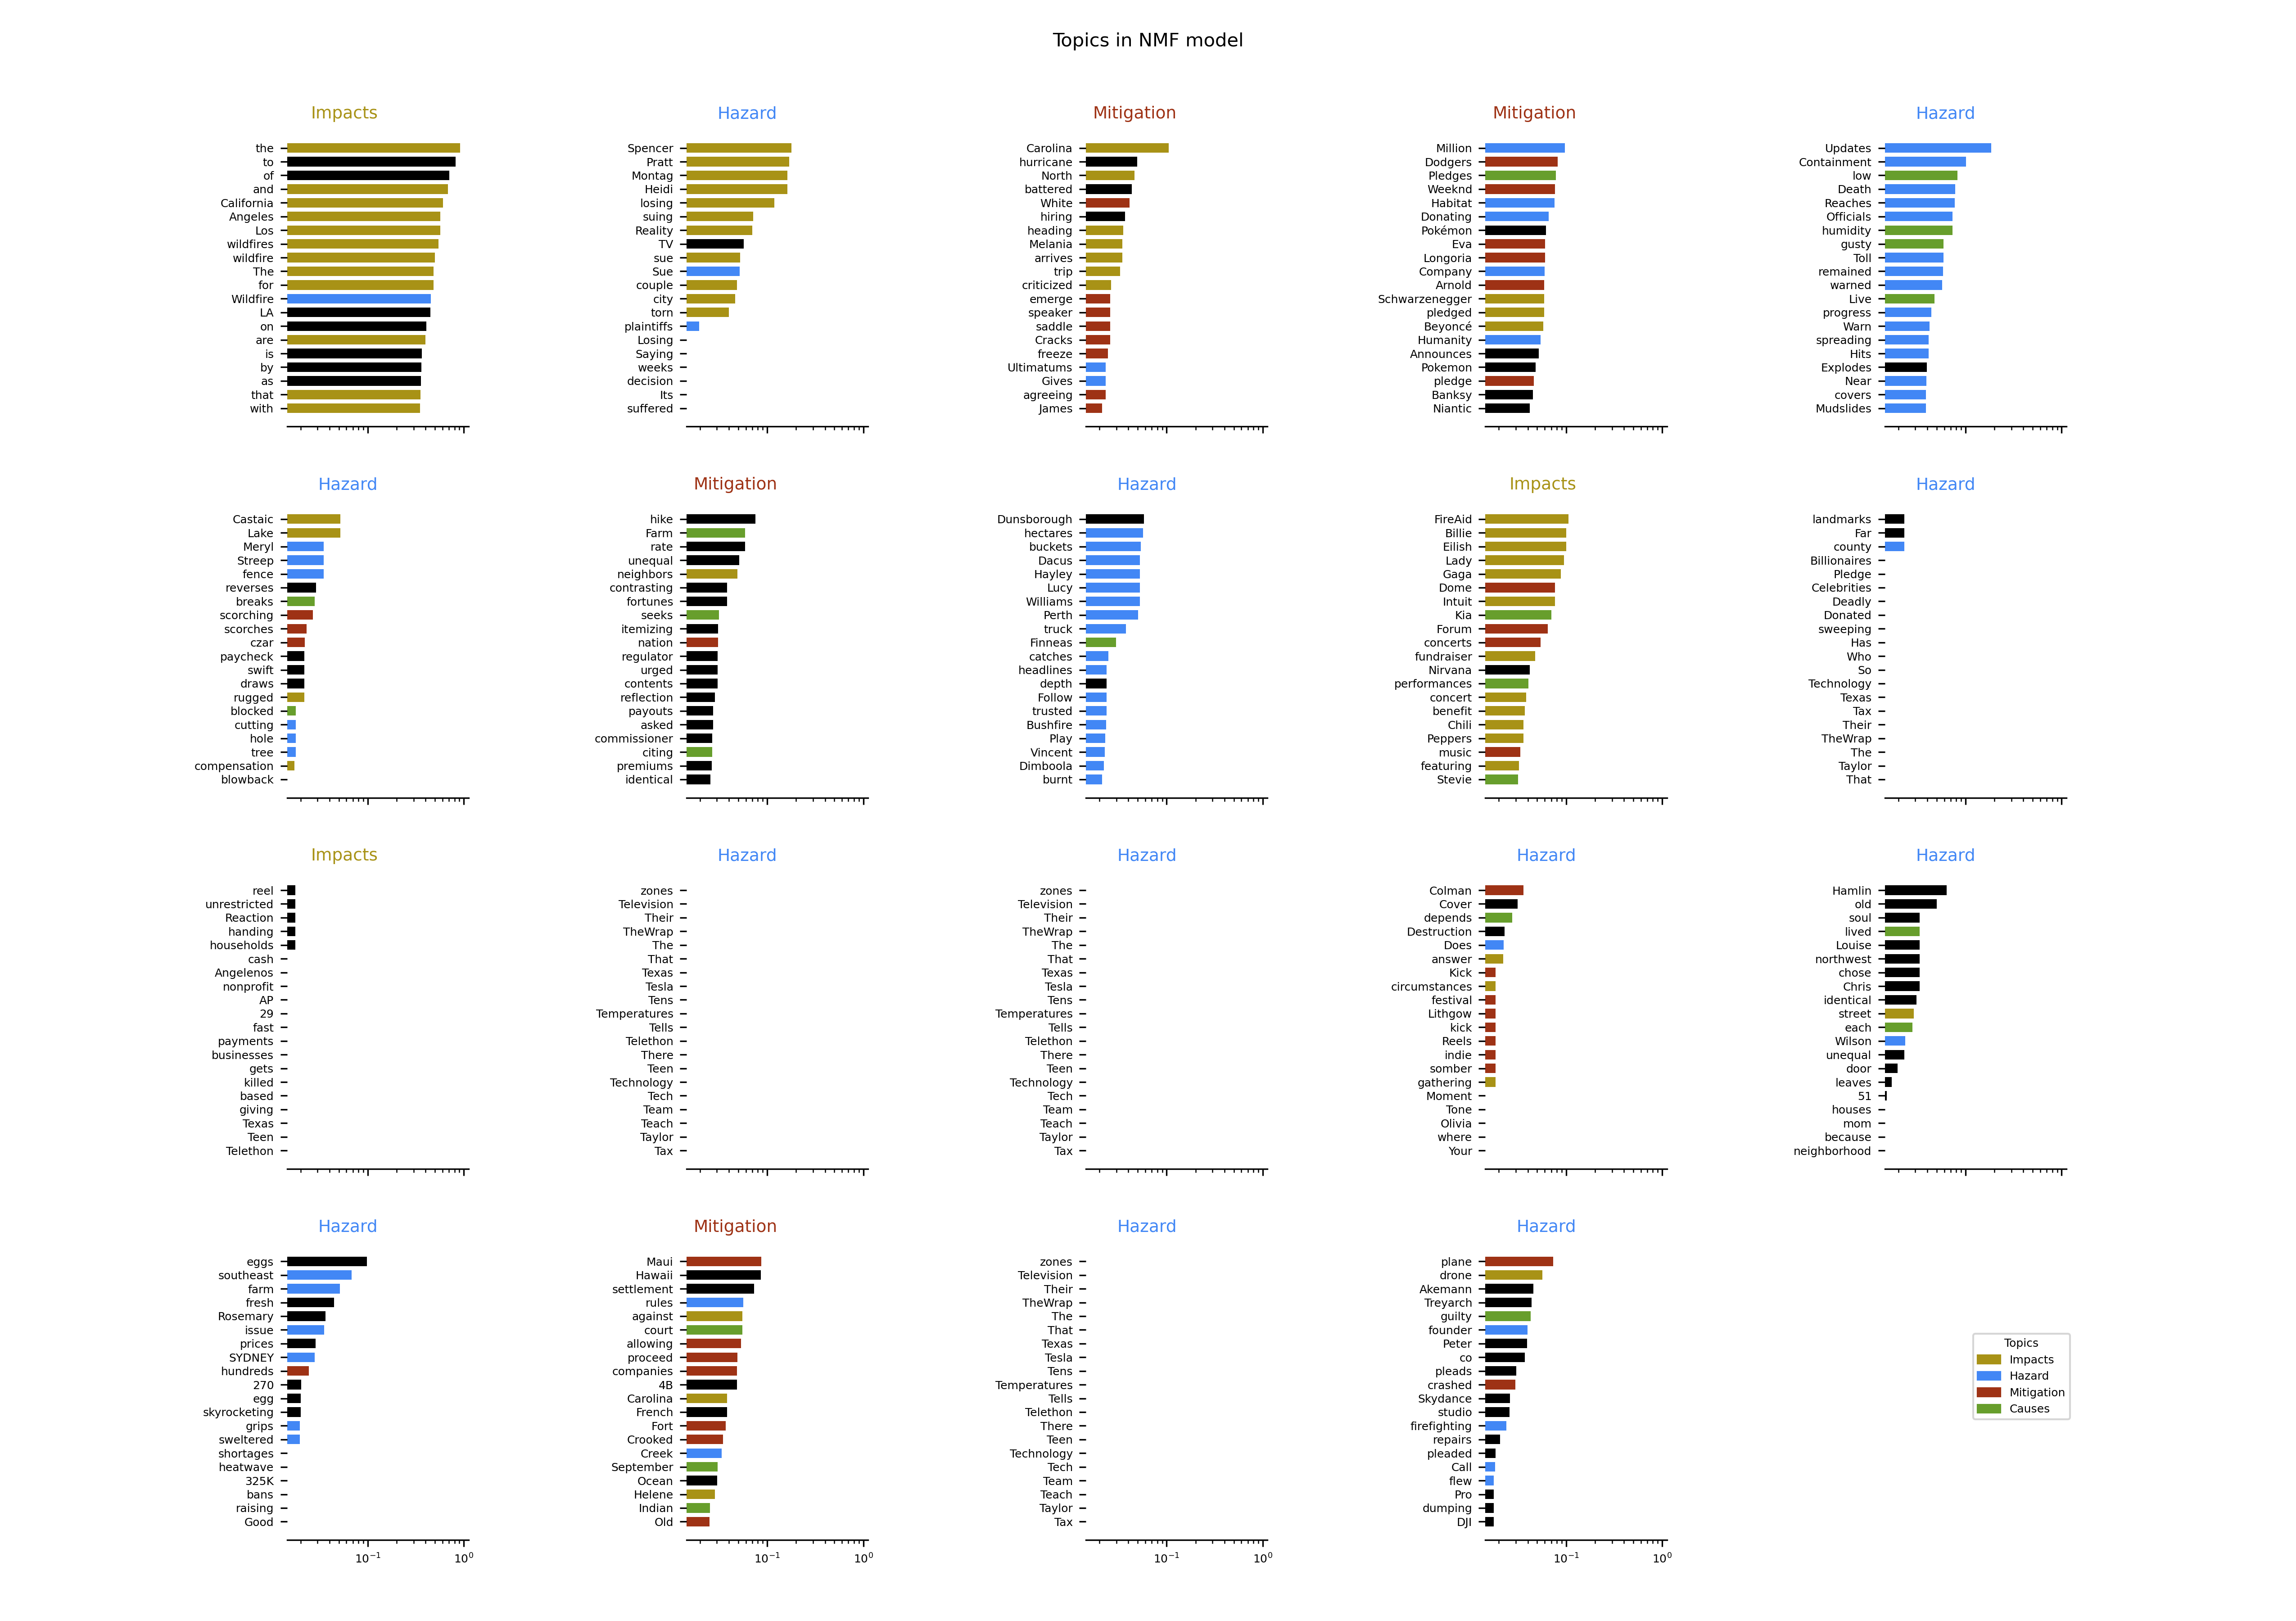 Topics in NMF model
Impacts
the
to
of
and
California
Angeles
Los
wildfires
wildfire
The
for
Wildfire
LA
on
are
is
by
as
that
with
Hazard
Spencer
Pratt
Montag
Heidi
losing
suing
Reality
TV
sue
Sue
couple
city
torn
plaintiffs
Losing
Saying
weeks
decision
Its
suffered
Mitigation
Carolina
hurricane
North
battered
White
hiring
heading
Melania
arrives
trip
criticized
emerge
speaker
saddle
Cracks
freeze
Ultimatums
Gives
agreeing
James
Mitigation
Million
Dodgers
Pledges
Weeknd
Habitat
Donating
Pokémon
Eva
Longoria
Company
Arnold
Schwarzenegger
pledged
Beyoncé
Humanity
Announces
Pokemon
pledge
Banksy
Niantic
Hazard
Updates
Containment
low
Death
Reaches
Officials
humidity
gusty
Toll
remained
warned
Live
progress
Warn
spreading
Hits
Explodes
Near
covers
Mudslides
Hazard
Castaic
Lake
Meryl
Streep
fence
reverses
breaks
scorching
scorches
czar
paycheck
swift
draws
rugged
blocked
cutting
hole
tree
compensation
blowback
Mitigation
hike
Farm
rate
unequal
neighbors
contrasting
fortunes
seeks
itemizing
nation
regulator
urged
contents
reflection
payouts
asked
commissioner
citing
premiums
identical
Hazard
Dunsborough
hectares
buckets
Dacus
Hayley
Lucy
Williams
Perth
truck
Finneas
catches
headlines
depth
Follow
trusted
Bushfire
Play
Vincent
Dimboola
burnt
Impacts
FireAid
Billie
Eilish
Lady
Gaga
Dome
Intuit
Kia
Forum
concerts
fundraiser
Nirvana
performances
concert
benefit
Chili
Peppers
music
featuring
Stevie
Hazard
landmarks
Far
county
Billionaires
Pledge
Celebrities
Deadly
Donated
sweeping
Has
Who
So
Technology
Texas
Tax
Their
TheWrap
The
Taylor
That
Impacts
reel
unrestricted
Reaction
handing
households
cash
Angelenos
nonprofit
AP
29
fast
payments
businesses
gets
killed
based
giving
Texas
Teen
Telethon
Hazard
zones
Television
Their
TheWrap
The
That
Texas
Tesla
Tens
Temperatures
Tells
Telethon
There
Teen
Technology
Tech
Team
Teach
Taylor
Tax
Hazard
zones
Television
Their
TheWrap
The
That
Texas
Tesla
Tens
Temperatures
Tells
Telethon
There
Teen
Technology
Tech
Team
Teach
Taylor
Tax
Hazard
Colman
Cover
depends
Destruction
Does
answer
Kick
circumstances
festival
Lithgow
kick
Reels
indie
somber
gathering
Moment
Tone
Olivia
where
Your
Hazard
Hamlin
old
soul
lived
Louise
northwest
chose
Chris
identical
street
each
Wilson
unequal
door
leaves
51
houses
mom
because
neighborhood
Hazard
eggs
southeast
farm
fresh
Rosemary
issue
prices
SYDNEY
hundreds
270
egg
skyrocketing
grips
sweltered
shortages
heatwave
325K
bans
raising
Good
10⁻¹ 10⁰
Mitigation
Maui
Hawaii
settlement
rules
against
court
allowing
proceed
companies
4B
Carolina
French
Fort
Crooked
Creek
September
Ocean
Helene
Indian
Old
10⁻¹ 10⁰
Hazard
zones
Television
Their
TheWrap
The
That
Texas
Tesla
Tens
Temperatures
Tells
Telethon
There
Teen
Technology
Tech
Team
Teach
Taylor
Tax
10⁻¹ 10⁰
Hazard
plane
drone
Akemann
Treyarch
guilty
founder
Peter
co
pleads
crashed
Skydance
studio
firefighting
repairs
pleaded
Call
flew
Pro
dumping
DJI
10⁻¹ 10⁰
Topics
Impacts
Hazard
Mitigation
Causes